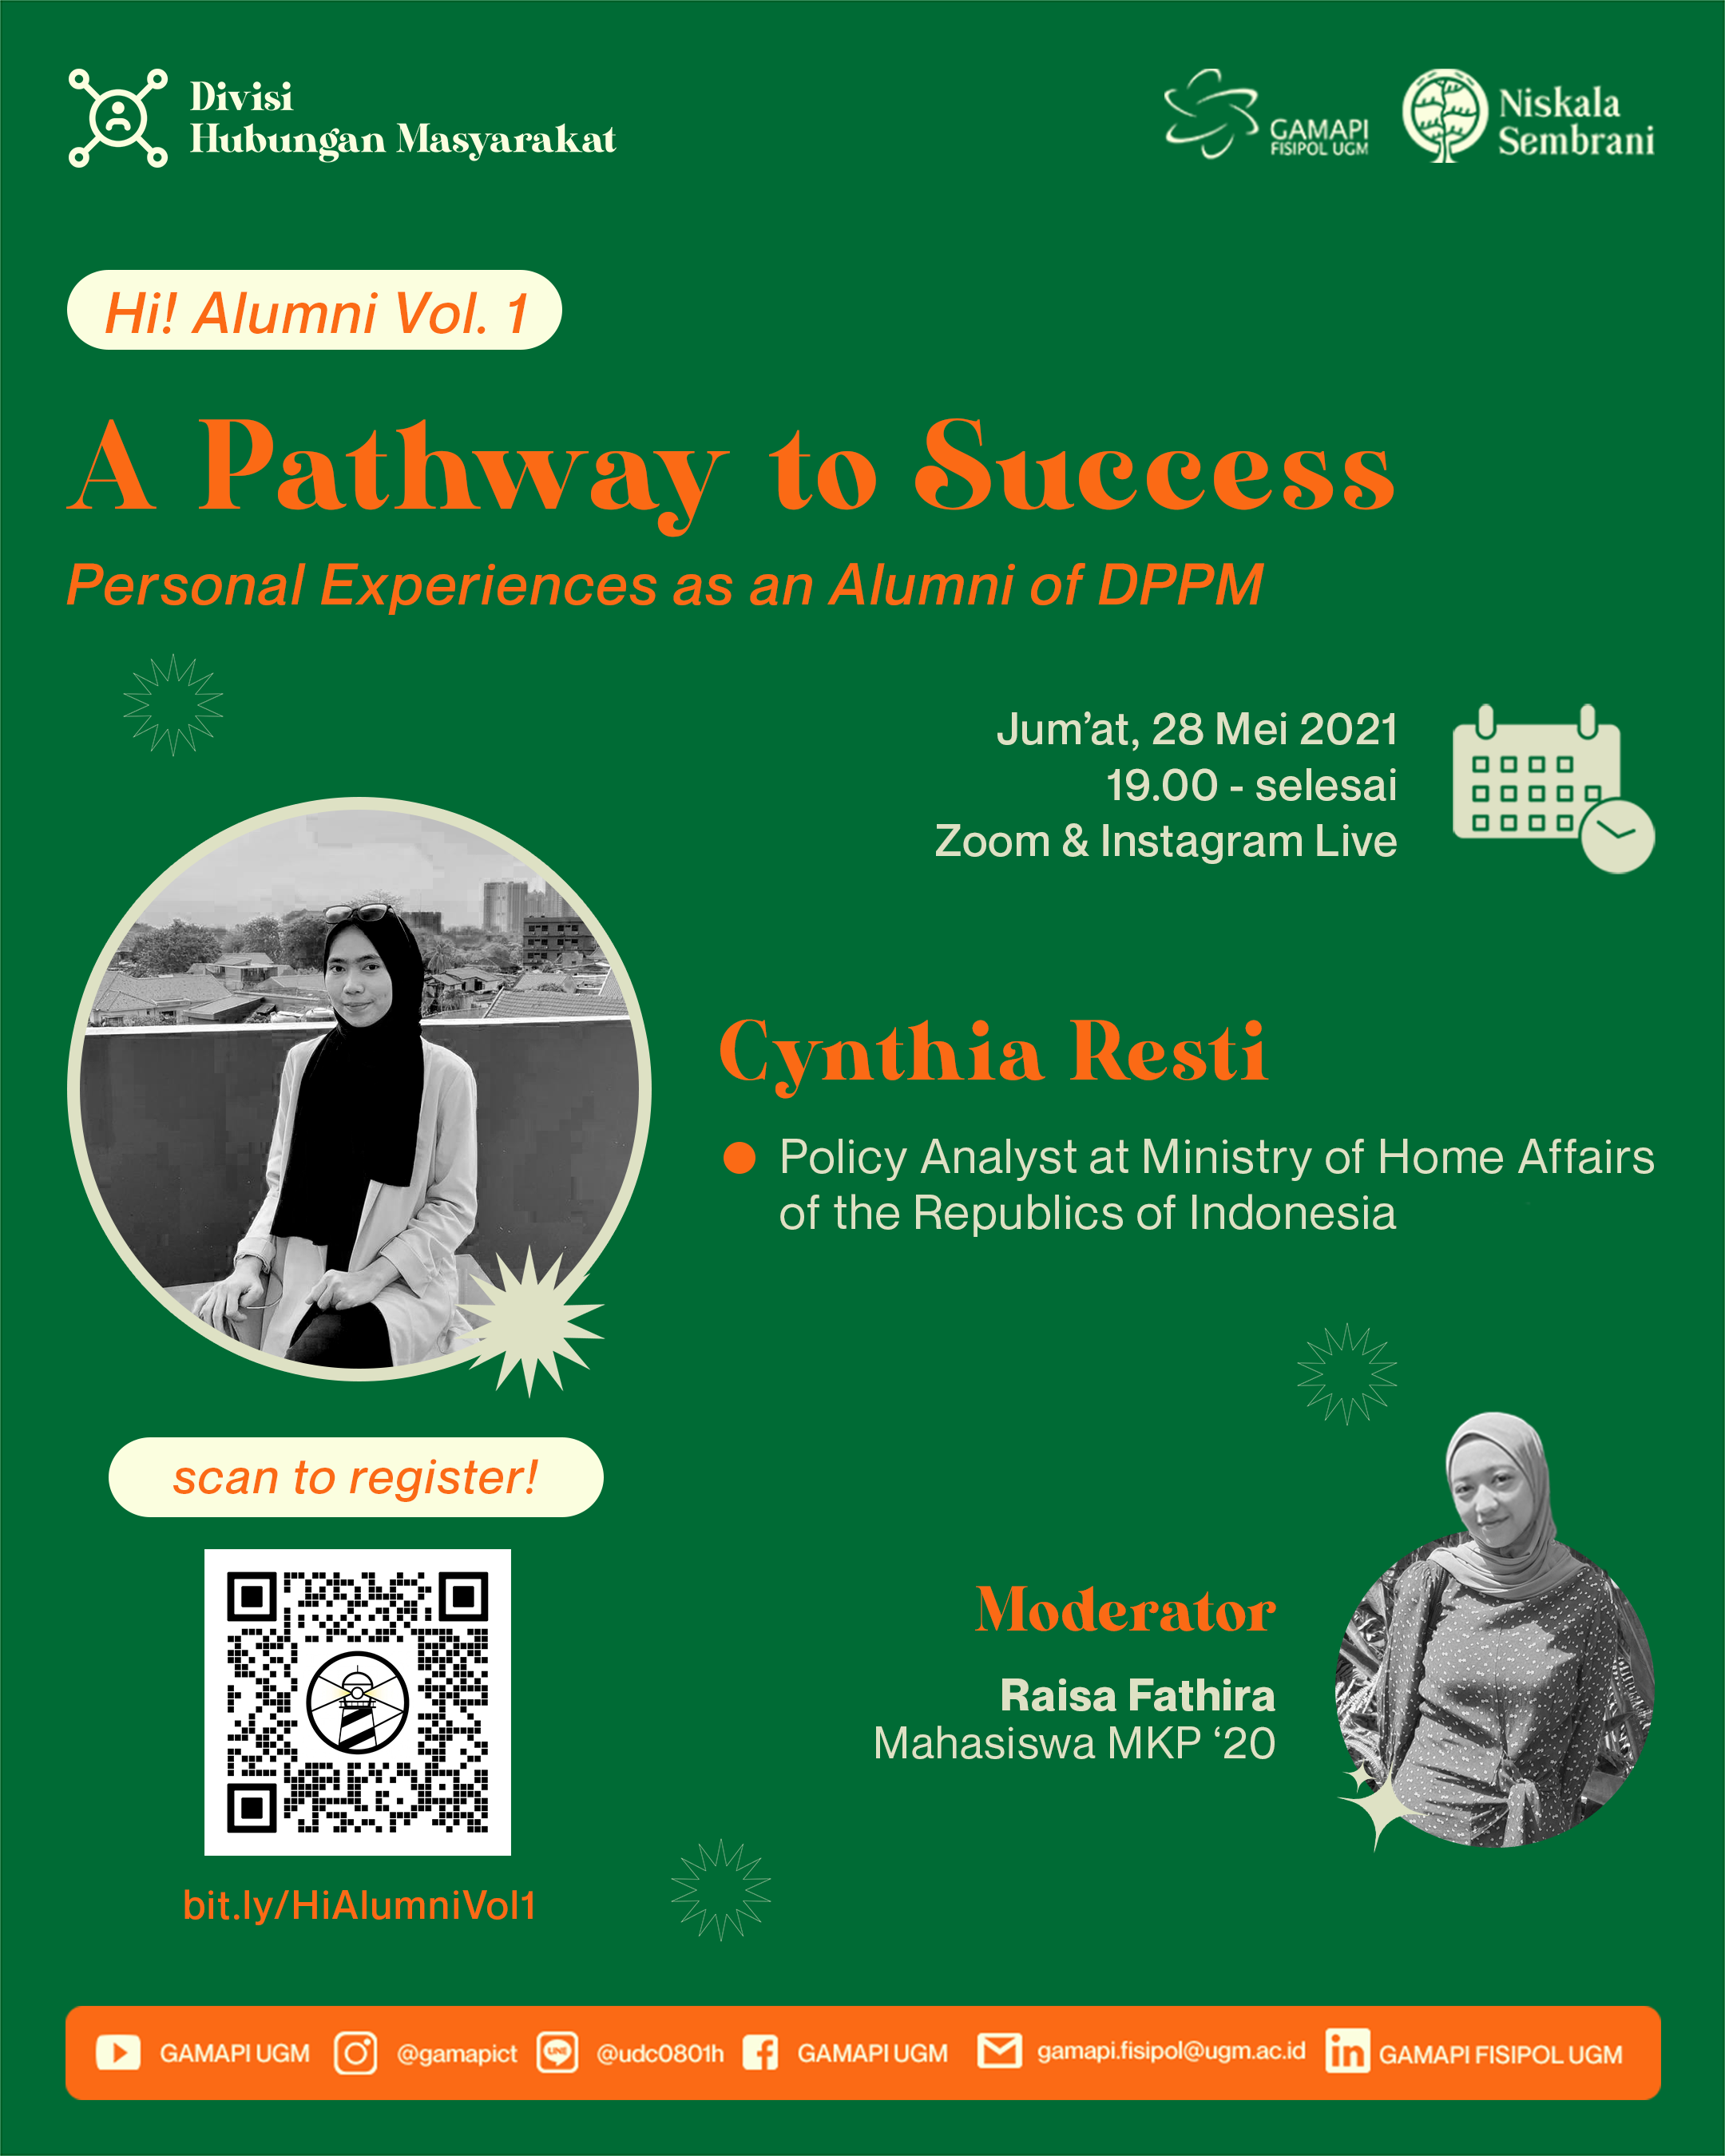 Divisi
Hubungan Masyarakat
GAMAPI
FISIPOL UGM
Niskala
Sembrani
Hi! Alumni Vol. 1
A Pathway to Success
Personal Experiences as an Alumni of DPPM
Jum’at, 28 Mei 2021
19.00 - selesai
Zoom & Instagram Live
Cynthia Resti
Policy Analyst at Ministry of Home Affairs
of the Republics of Indonesia
scan to register!
bit.ly/HiAlumniVol1
Moderator
Raisa Fathira
Mahasiswa MKP ‘20
GAMAPI UGM @gamapict LINE @udc0801h GAMAPI UGM gamapi.fisipol@ugm.ac.id in GAMAPI FISIPOL UGM